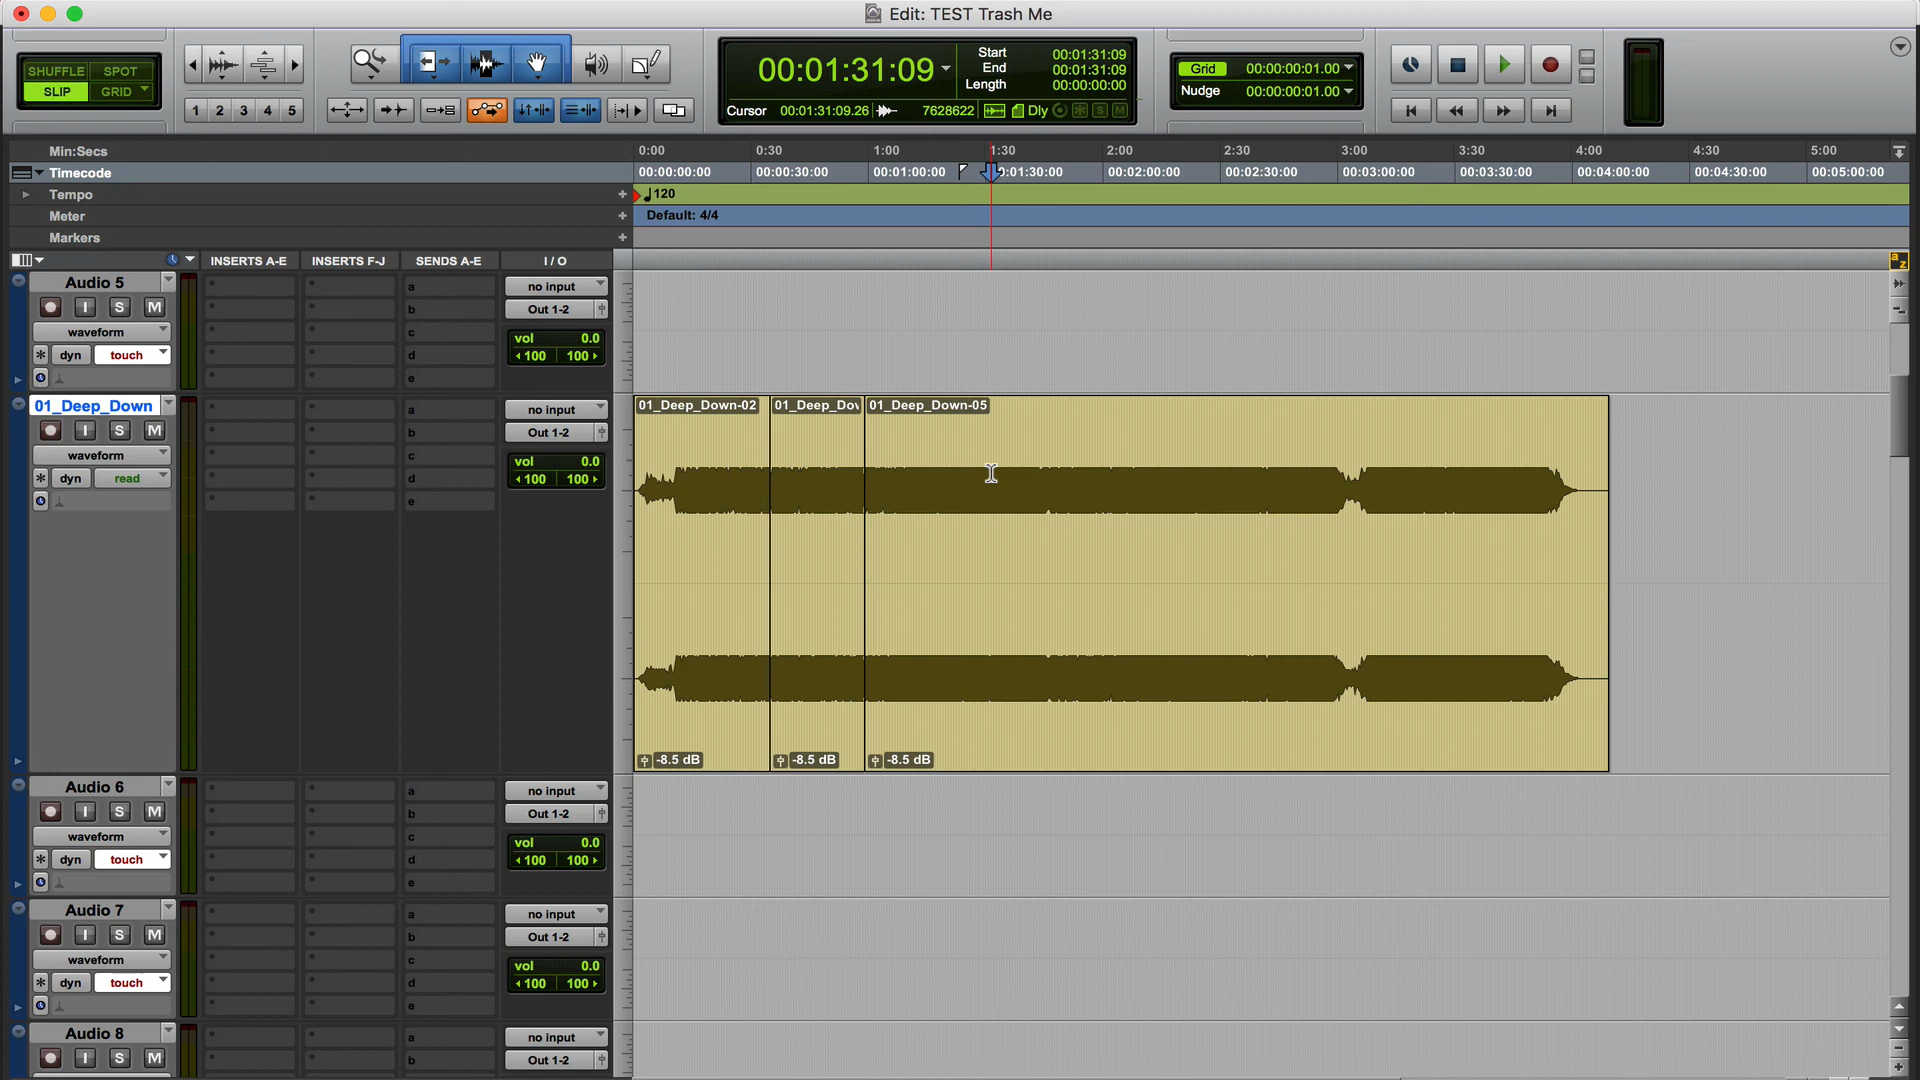 Edit: TEST Trash Me
SHUFFLE SPOT
SLIP GRID
1 2 3 4 5
00:01:31:09
Start 00:01:31:09
End 00:01:31:09
Length 00:00:00:00
Cursor 00:01:31:09.26 7628622 Dly S M
Grid 00:00:00:01.00
Nudge 00:00:00:01.00
Min:Secs 0:00 0:30 1:00 1:30 2:00 2:30 3:00 3:30 4:00 4:30 5:00
Timecode 00:00:00:00 00:00:30:00 00:01:00:00 0:01:30:00 00:02:00:00 00:02:30:00 00:03:00:00 00:03:30:00 00:04:00:00 00:04:30:00 00:05:00:00
Tempo + 120
Meter + Default: 4/4
Markers +
INSERTS A-E INSERTS F-J SENDS A-E I / O
a z
Audio 5 a no input
I S M b Out 1-2
waveform c vol 0.0
dyn touch d 100 100
e
01_Deep_Down a no input 01_Deep_Down-02 01_Deep_Dov 01_Deep_Down-05
I S M b Out 1-2
waveform c vol 0.0
dyn read d 100 100
e
-8.5 dB -8.5 dB -8.5 dB
Audio 6 a no input
I S M b Out 1-2
waveform c vol 0.0
dyn touch d 100 100
e
Audio 7 a no input
I S M b Out 1-2
waveform c vol 0.0
dyn touch d 100 100
e
Audio 8 a no input
I S M b Out 1-2